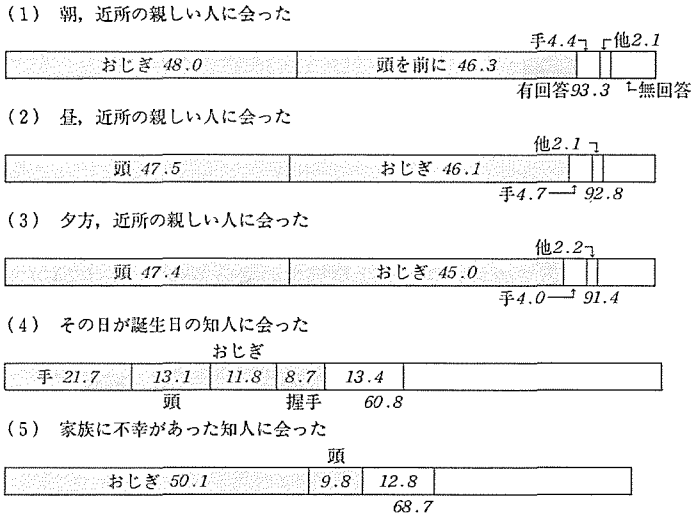 (1) 朝，近所の親しい人に会った
手4.4 他2.1
おじぎ 48.0 頭を前に 46.3
有回答93.3 無回答
(2) 昼，近所の親しい人に会った
他2.1
頭 47.5 おじぎ 46.1
手4.7 92.8
(3) 夕方，近所の親しい人に会った
他2.2
頭 47.4 おじぎ 45.0
手4.0 91.4
(4) その日が誕生日の知人に会った
おじぎ
手 21.7 13.1 11.8 8.7 13.4
頭 握手 60.8
(5) 家族に不幸があった知人に会った
頭
おじぎ 50.1 9.8 12.8
68.7